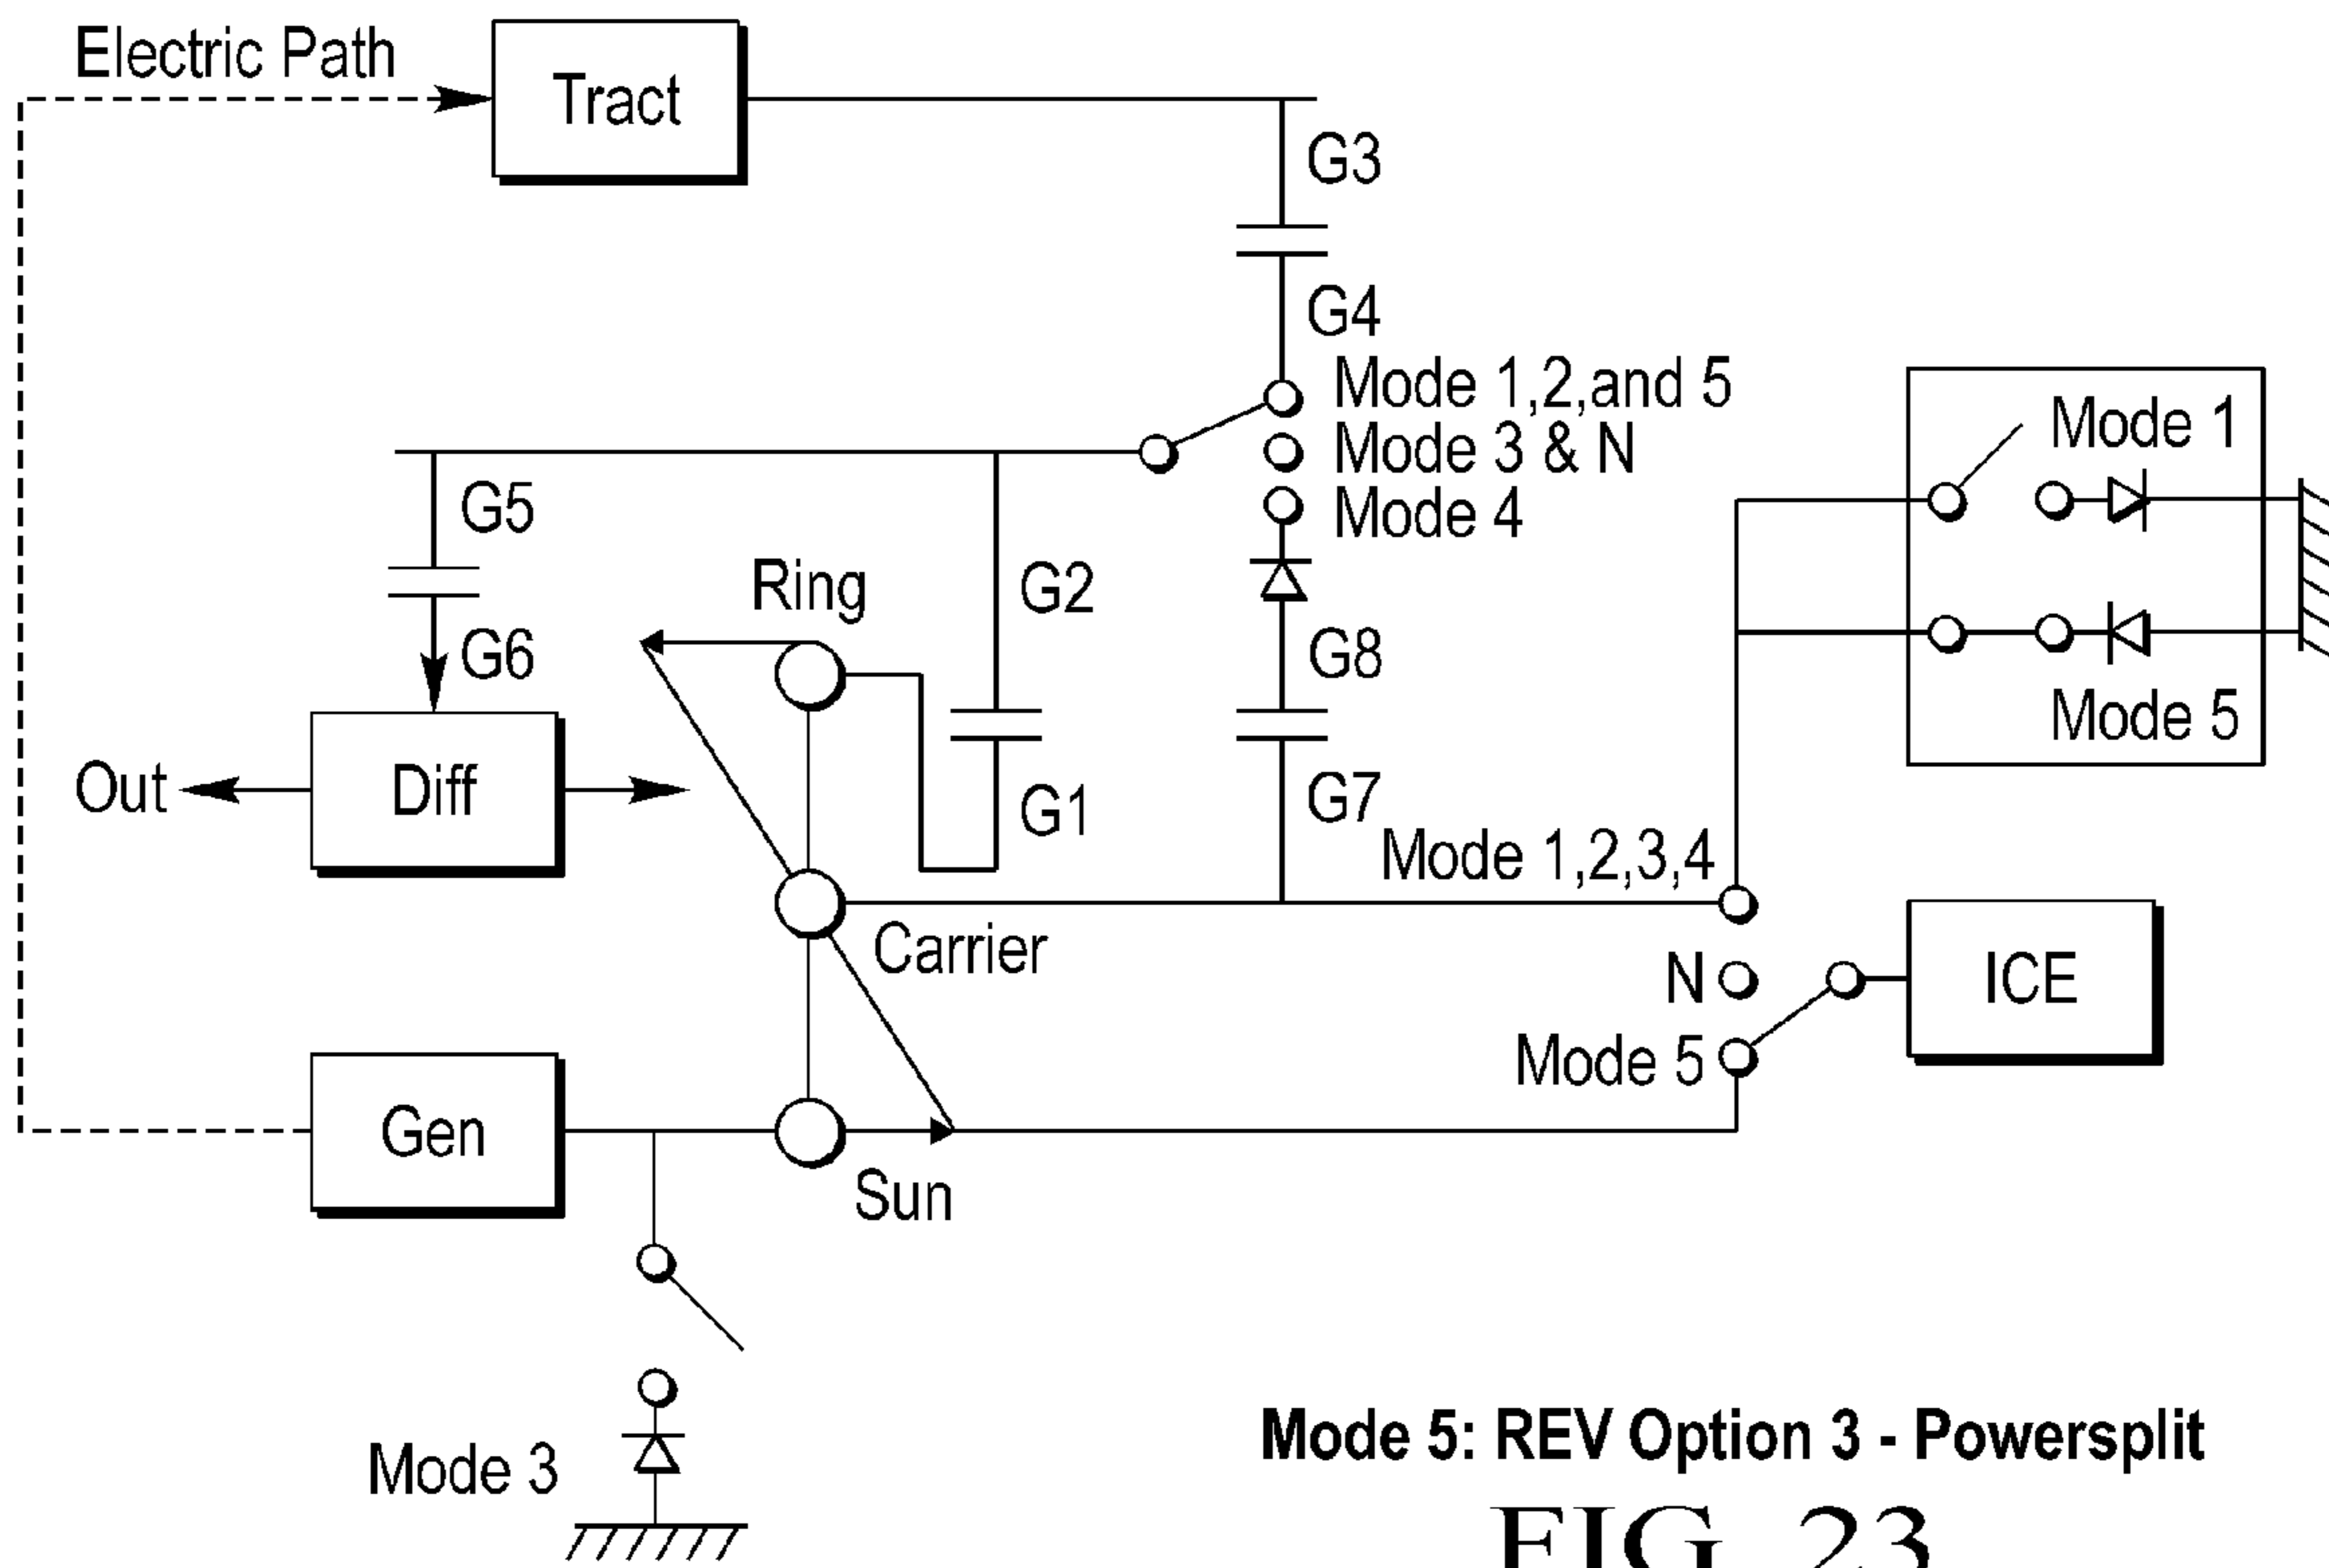 Electric Path
Tract
G3
G4
Mode 1,2,and 5
Mode 3 & N
Mode 4
Mode 1
G5
G2
Ring
G6
G8
Mode 5
Out
Diff
G1
G7
Mode 1,2,3,4
Carrier
N
ICE
Mode 5
Gen
Sun
Mode 3
Mode 5: REV Option 3 - Powersplit
FIG. 23